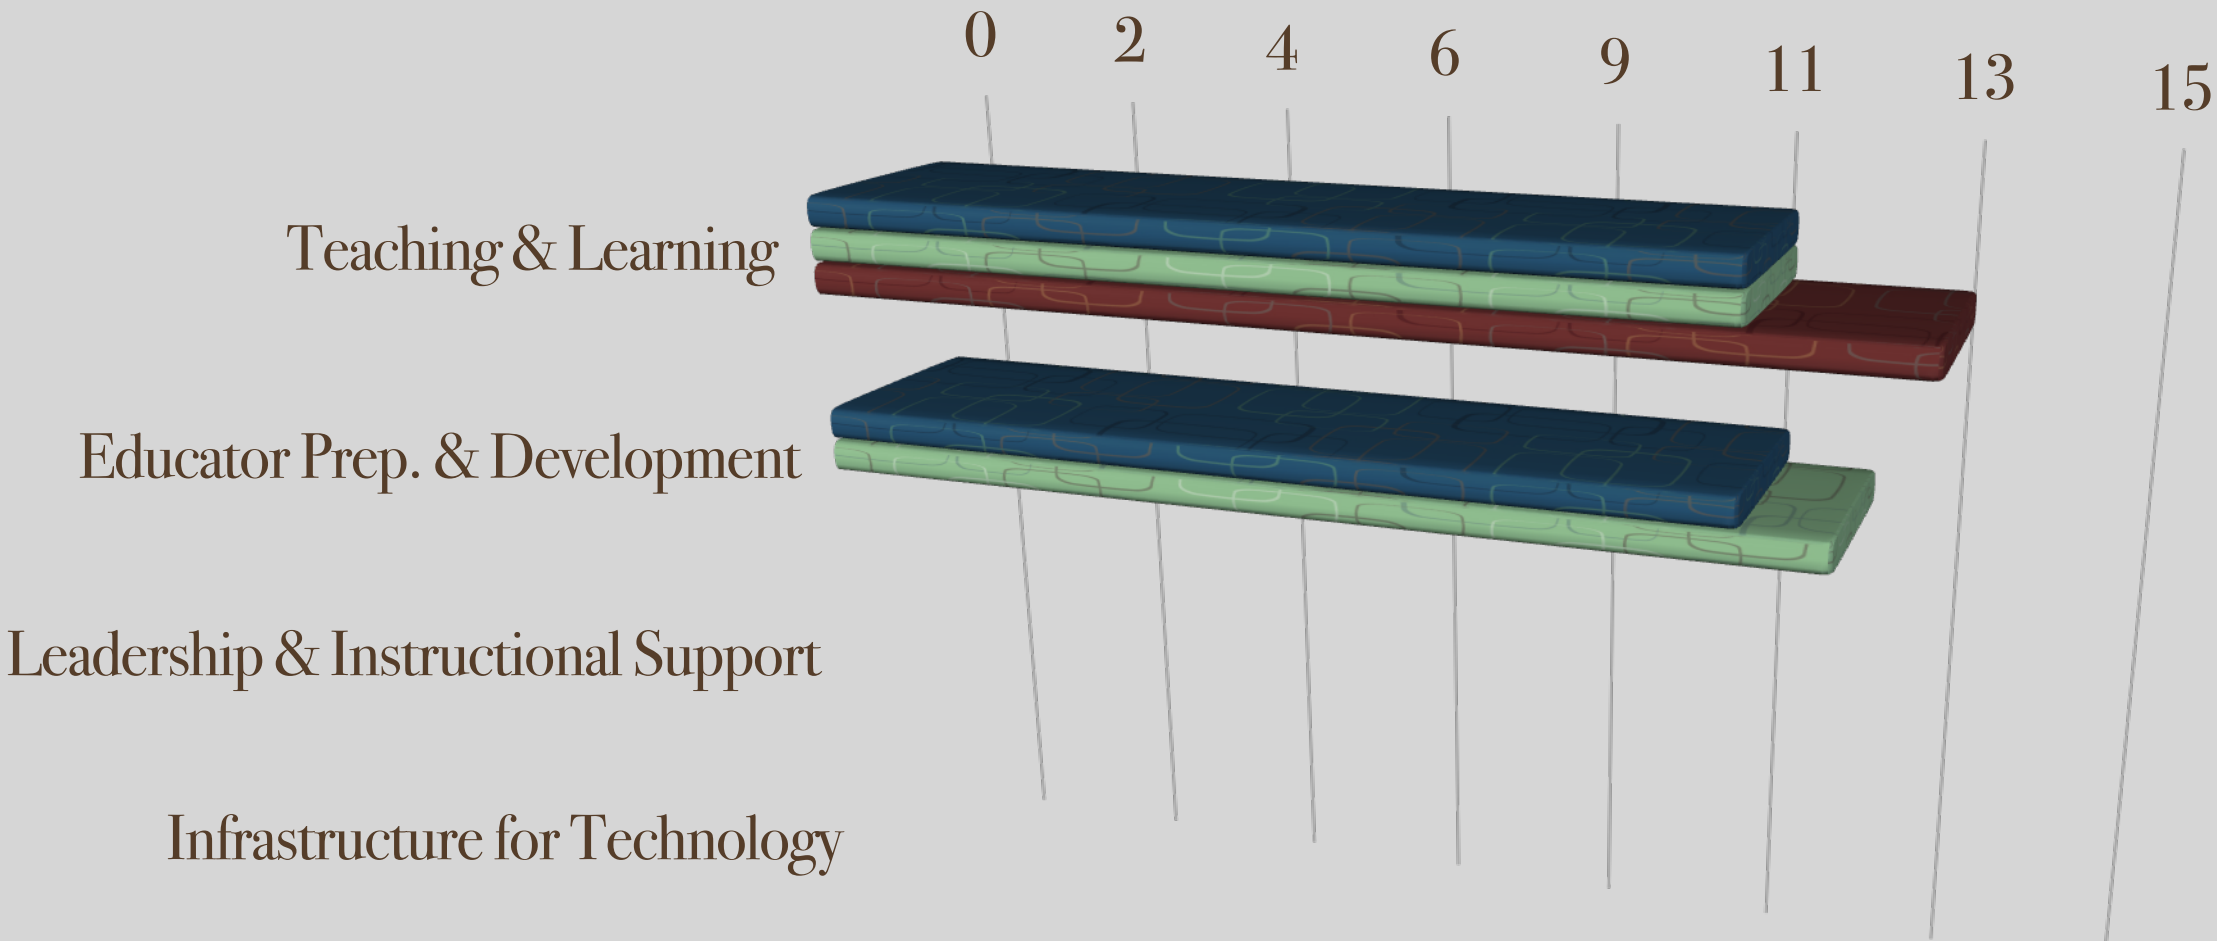 0 2 4 6 9 11 13 15
Teaching & Learning
Educator Prep. & Development
Leadership & Instructional Support
Infrastructure for Technology